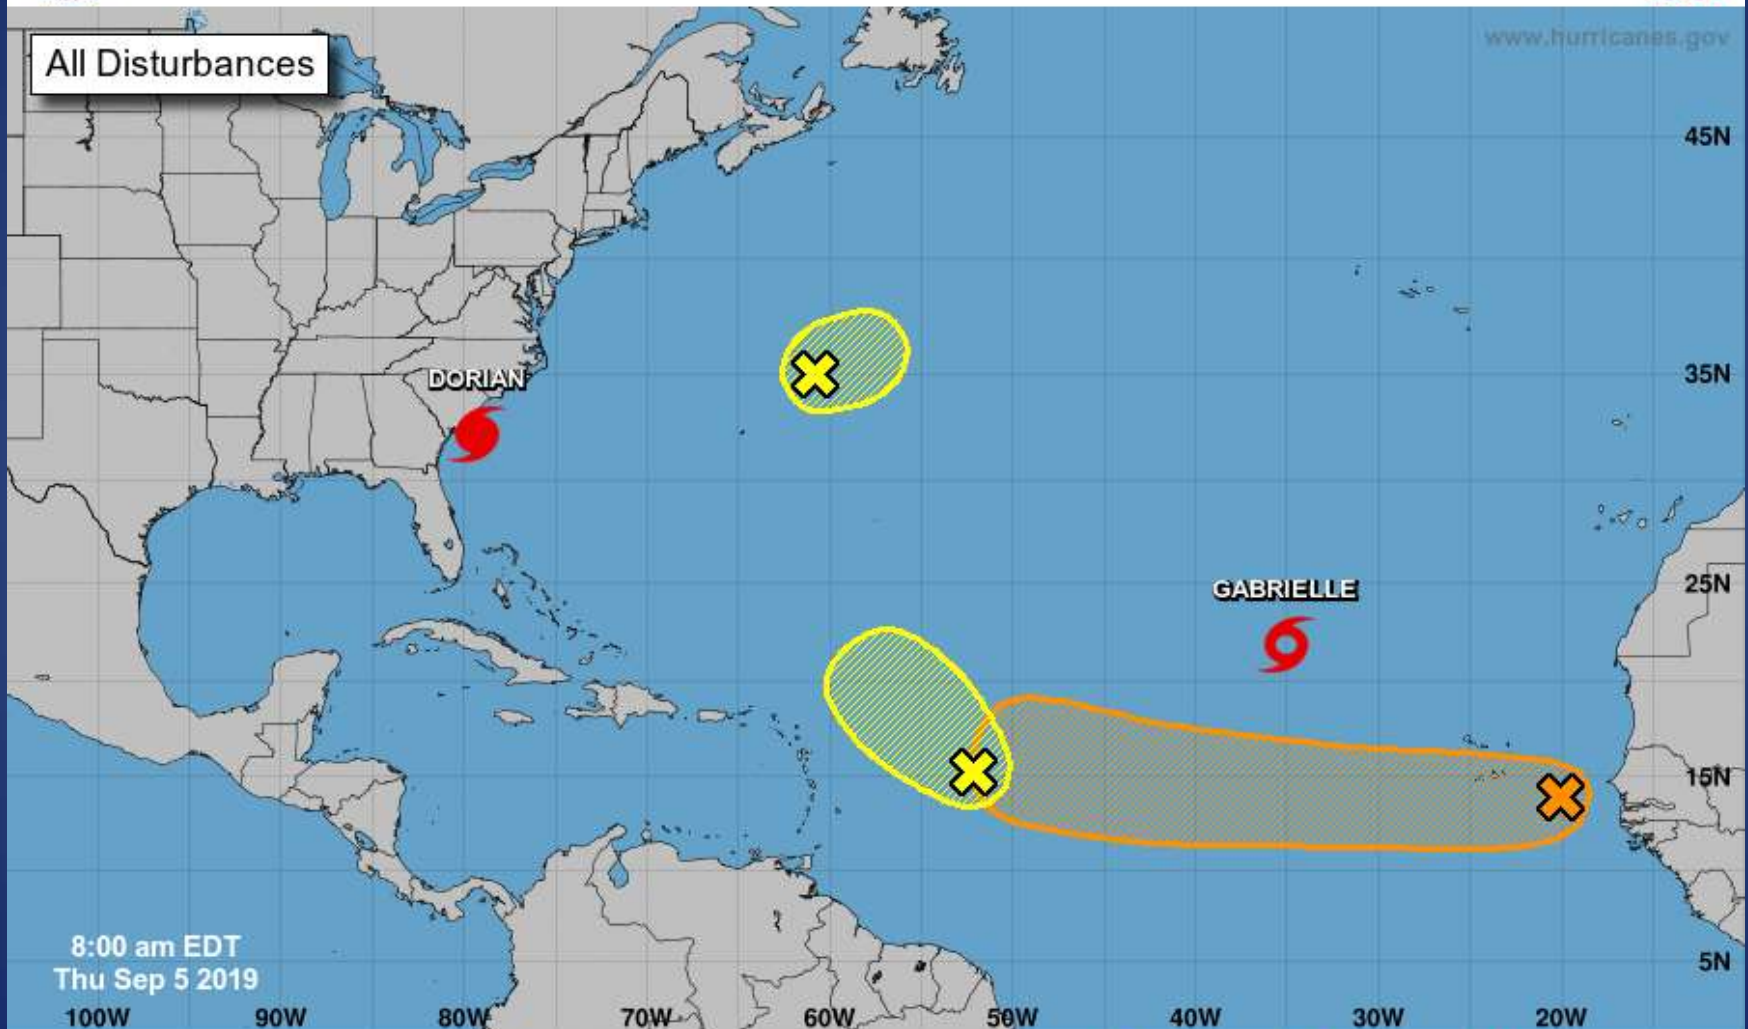 All Disturbances
www.hurricanes.gov
45N
35N
DORIAN
25N
GABRIELLE
15N
8:00 am EDT
5N
Thu Sep 5 2019
100W 90W 80W 70W 60W 50W 40W 30W 20W